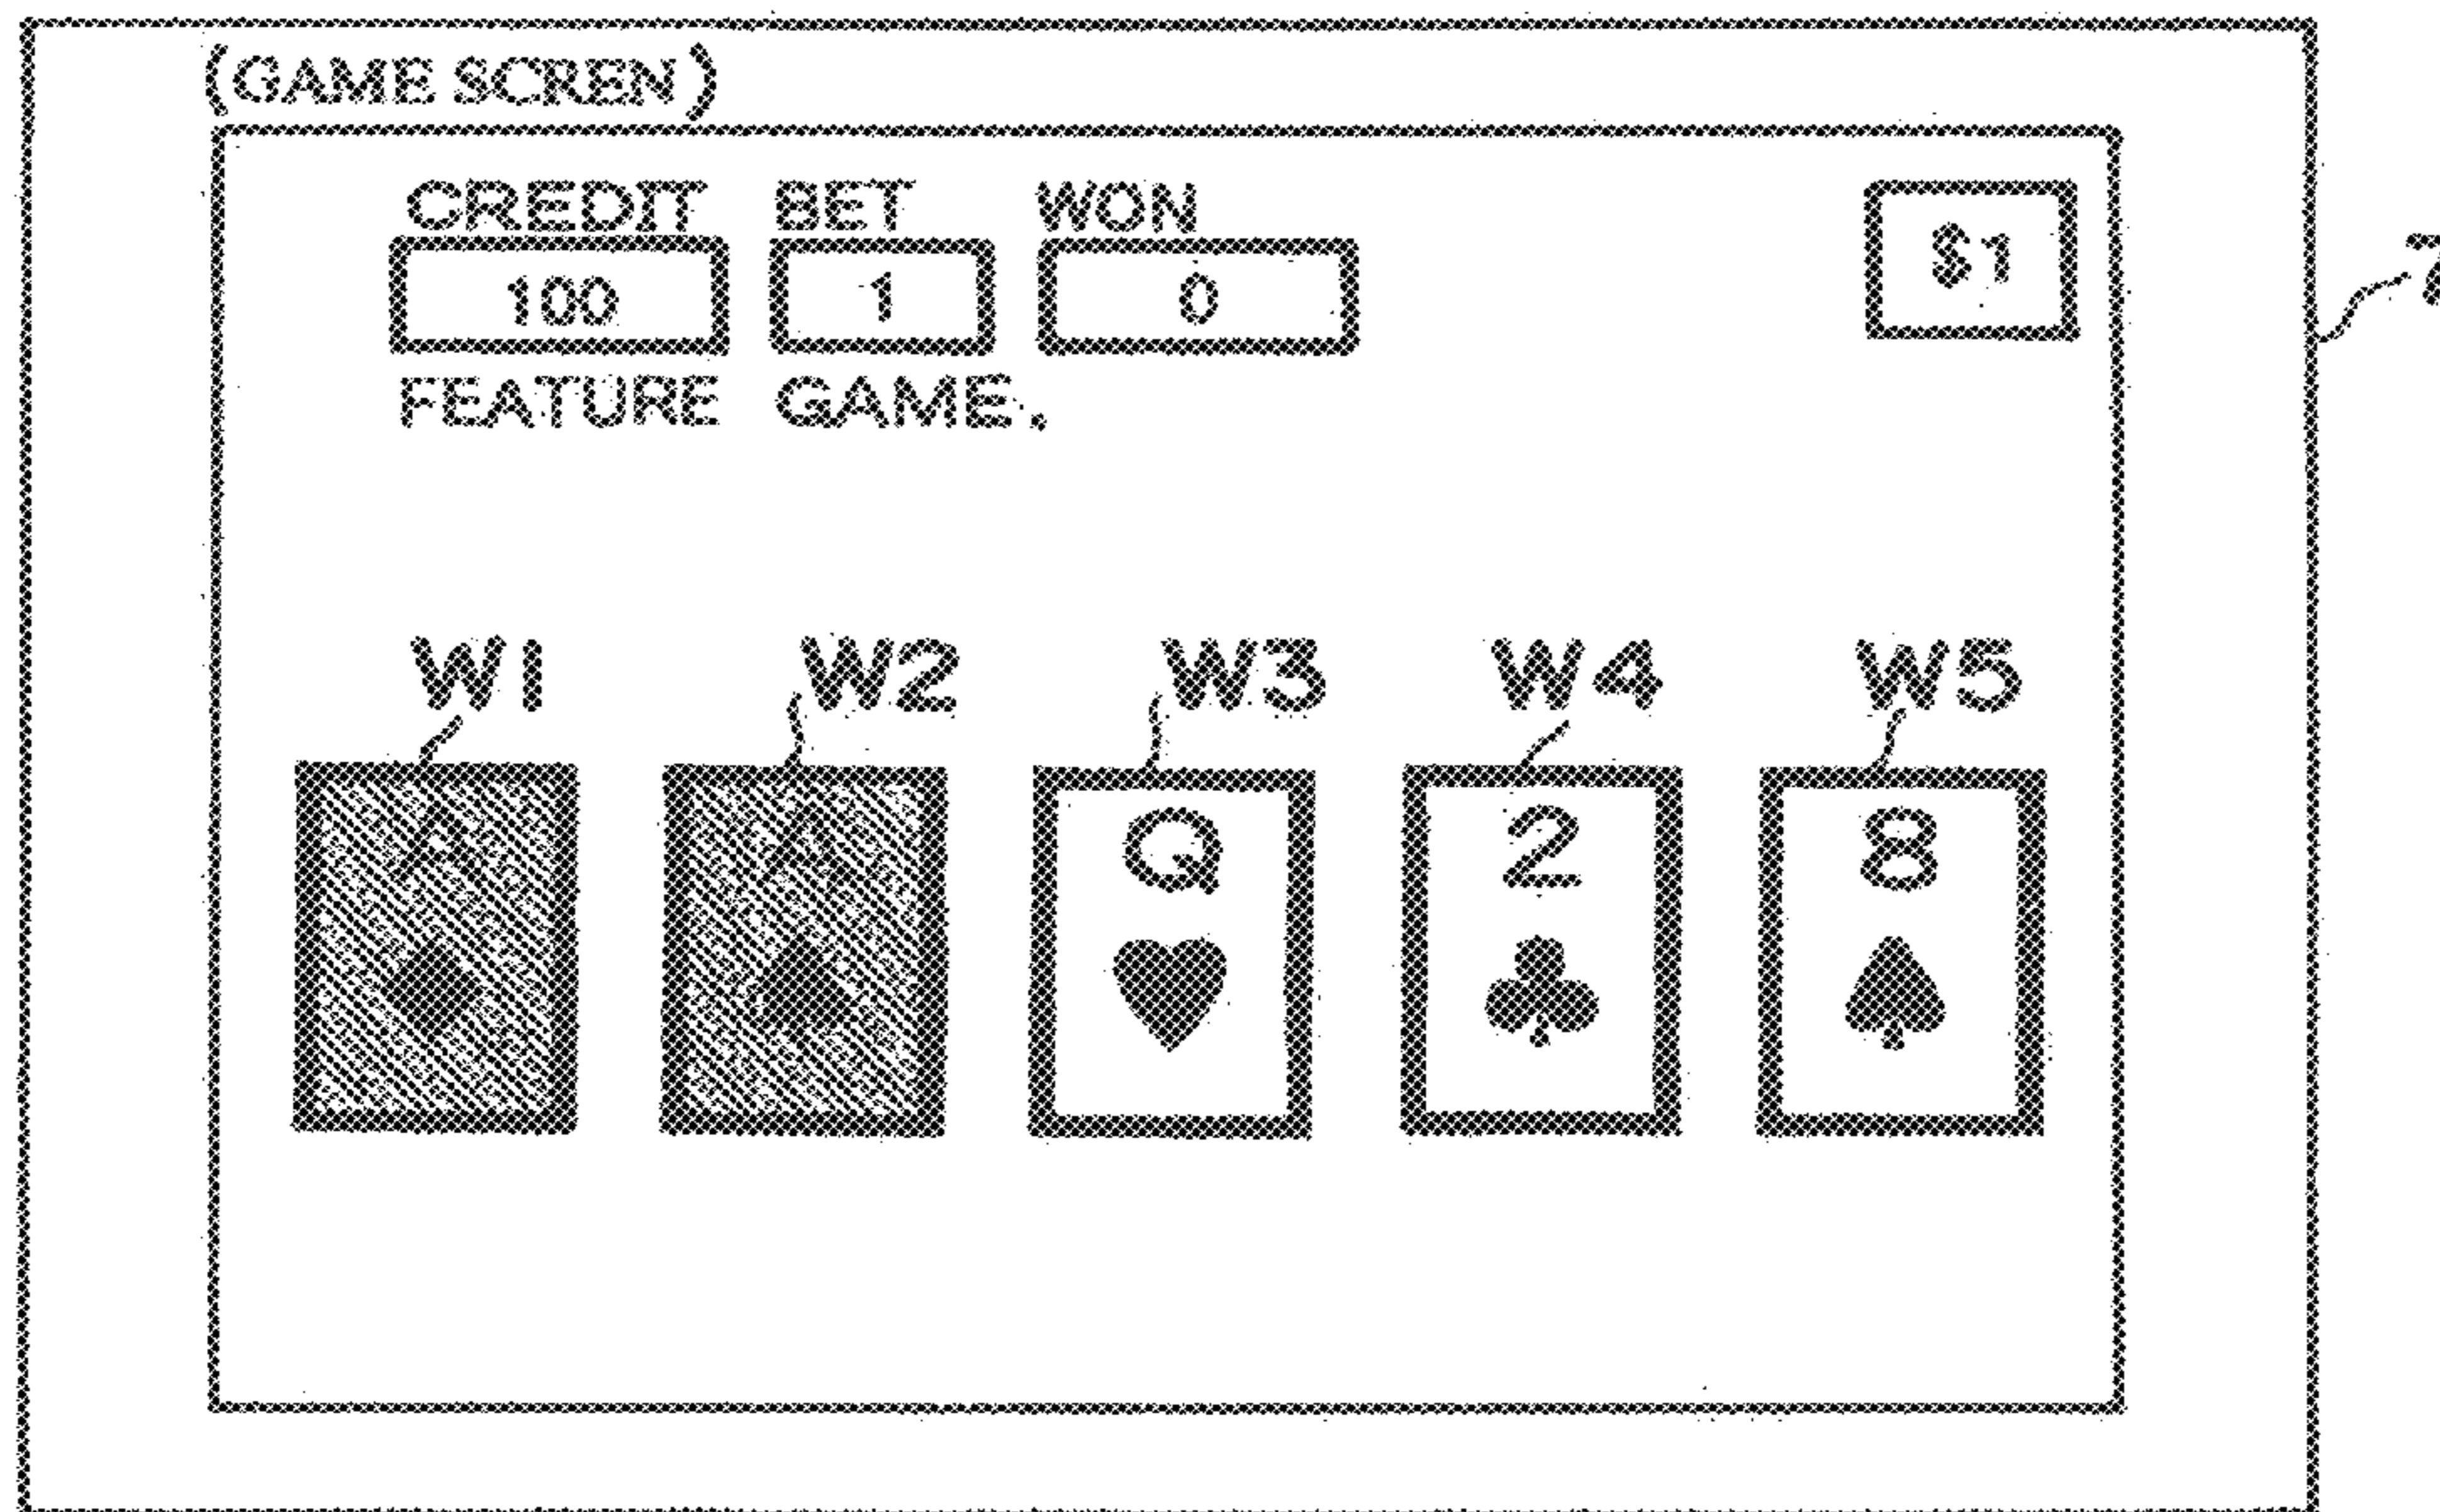 (GAME SCREN)
CREDIT BET WON
100 1 0 $1
FEATURE GAME.
7
W1 W2 W3 W4 W5
A A Q 2 8